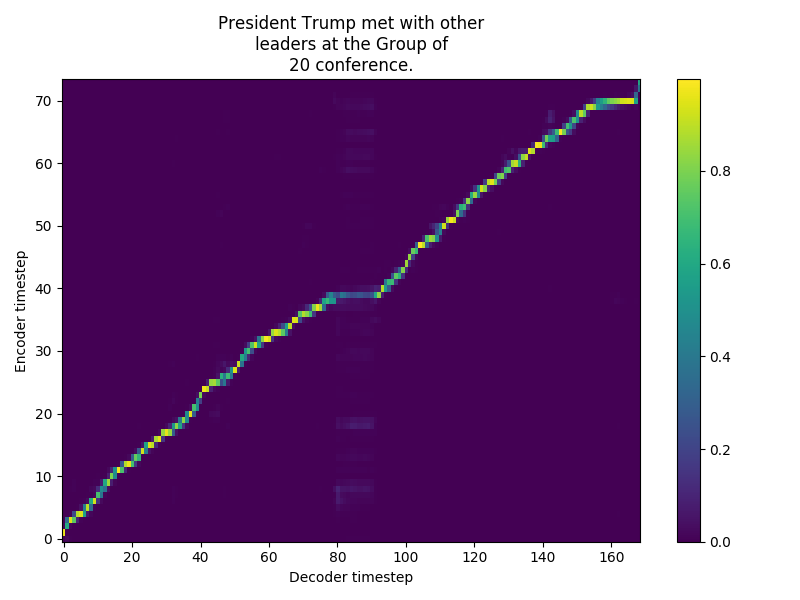 President Trump met with other
leaders at the Group of
20 conference.
70
60
50
40
30
20
10
0
Encoder timestep
0 20 40 60 80 100 120 140 160
Decoder timestep
0.8
0.6
0.4
0.2
0.0